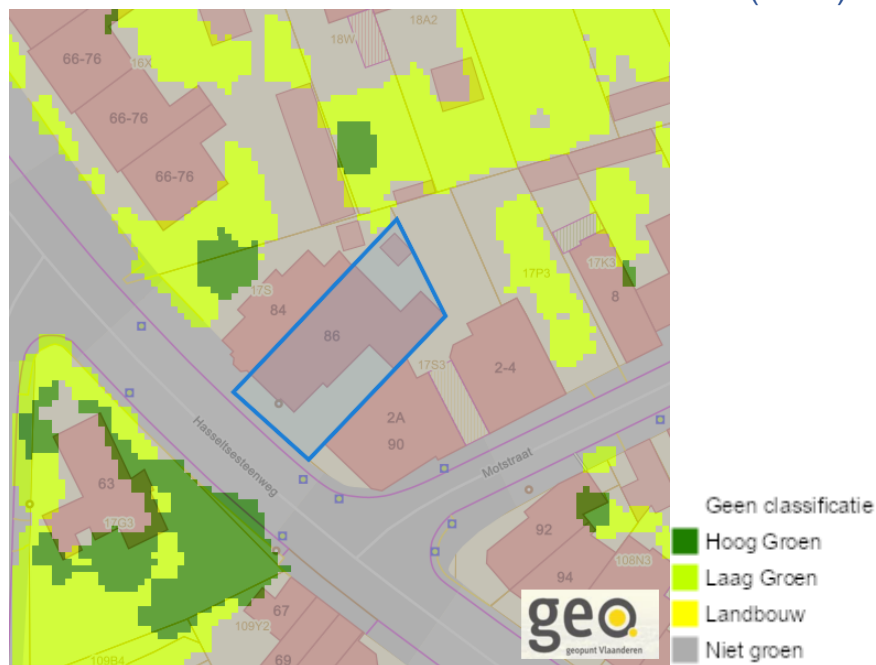 18A2
18W
66-76
16X
66-76
66-76
17S
84
86
17P3
17K3
8
17S3
2-4
2A
90
Hasseltsesteenweg
Motstraat
63
17G3
92
94
108N3
67
109Y2
69
109B4
geo.
geopunt Vlaanderen
Geen classificatie
Hoog Groen
Laag Groen
Landbouw
Niet groen